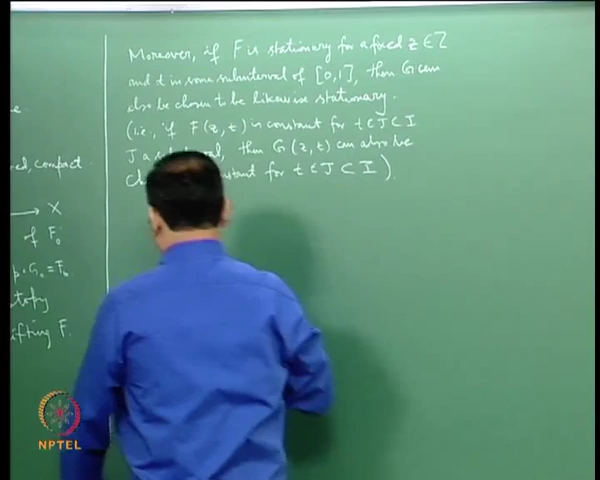 Moreover, if F is stationary for a fixed z ∈ Z
and t in some subinterval of [0,1], then G can
also be chosen to be likewise stationary.
(i.e., if F(z,t) is constant for t ∈ J ⊂ I
J a, then G(z,t) can also be
constant for t ∈ J ⊂ I).
compact
→ X
of F₀
p∘G₀ = F₀
lifting F.
NPTEL